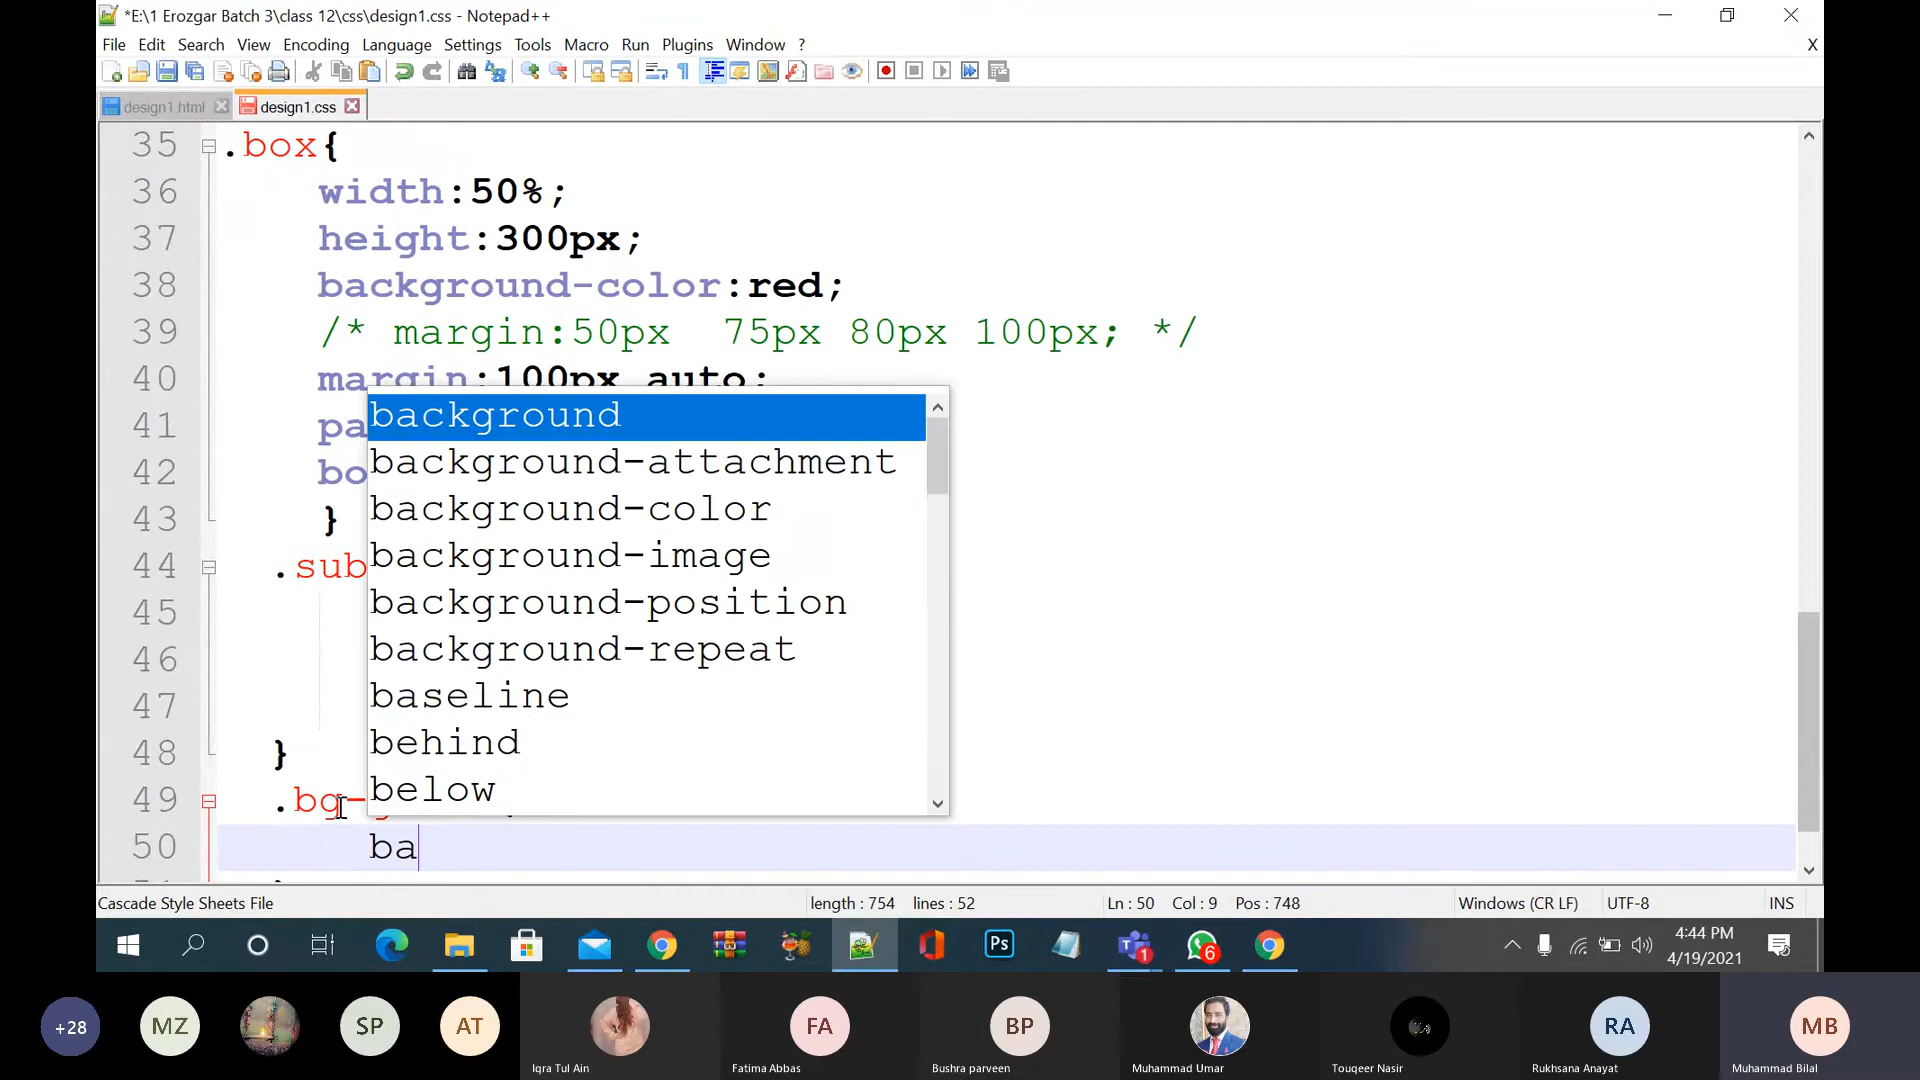 *E:\1 Erozgar Batch 3\class 12\css\design1.css - Notepad++
File Edit Search View Encoding Language Settings Tools Macro Run Plugins Window ? X
design1.html design1.css
35 .box{
36 width:50%;
37 height:300px;
38 background-color:red;
39 /* margin:50px 75px 80px 100px; */
40 margin:100px auto;
41 pa
42 bo
43 }
44 .sub
45
46
47
48 }
49 .bg-
50 ba
background
background-attachment
background-color
background-image
background-position
background-repeat
baseline
behind
below
Cascade Style Sheets File length : 754 lines : 52 Ln : 50 Col : 9 Pos : 748 Windows (CR LF) UTF-8 INS
Ps 1 6 4:44 PM
4/19/2021
+28 MZ SP AT FA BP RA MB
Iqra Tul Ain Fatima Abbas Bushra parveen Muhammad Umar Touqeer Nasir Rukhsana Anayat Muhammad Bilal